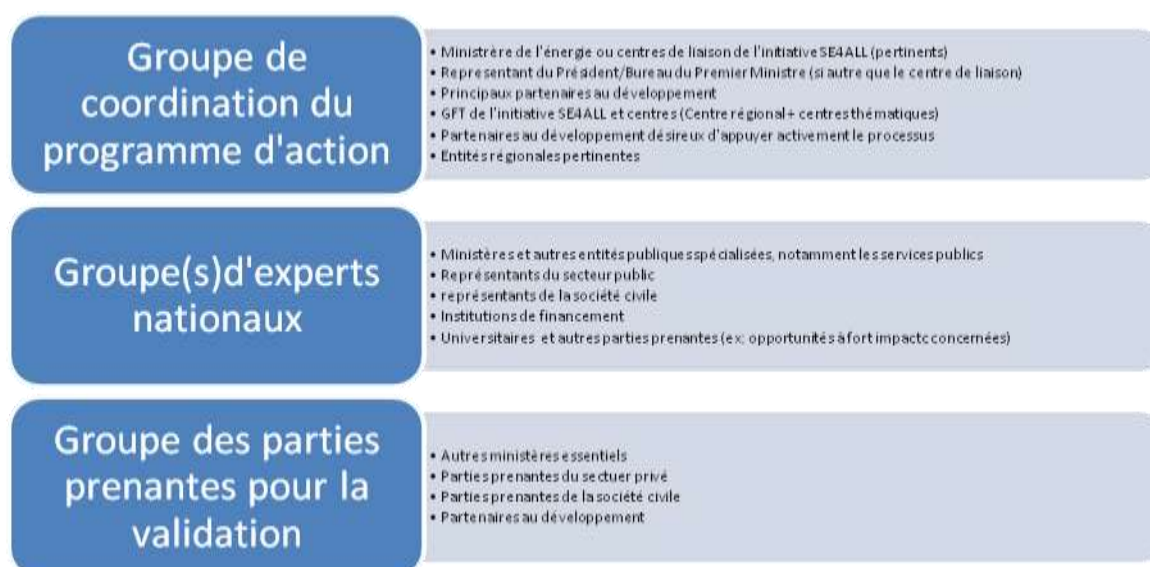 Groupe de
coordination du
programme d'action
• Ministrère de l'énergie ou centres de liaison de l'initiative SE4ALL (pertinents)
• Representant du Président/Bureau du Premier Ministre (si autre que le centre de liaison)
• Principaux partenaires au développement
• GFT de l'initiative SE4ALL et centres (Centre régional + centres thématiques)
• Partenaires au développement désireux d'appuyer activement le processus
• Entités régionales pertinentes
Groupe(s)d'experts
nationaux
• Ministères et autres entités publique spécialisées, notamment les services publics
• Représentants du secteur public
• représentants de la société civile
• Institutions de financement
• Universitaires et autres parties prenantes (ex: opportunités à fort impactc concernées)
Groupe des parties
prenantes pour la
validation
• Autres ministères essentiels
• Parties prenantes du sectuer privé
• Parties prenantes de la société civile
• Partenaires au développement